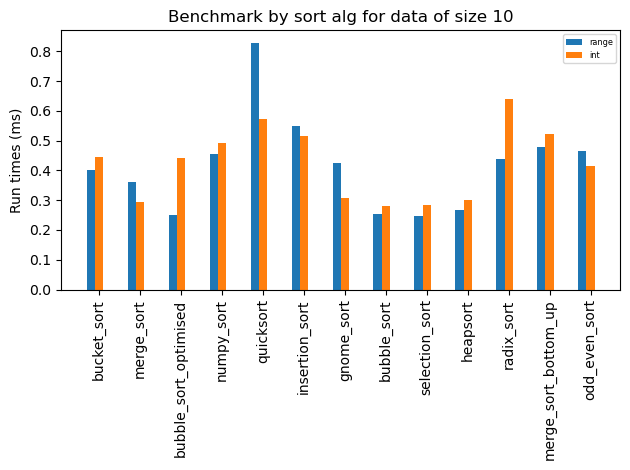 Benchmark by sort alg for data of size 10
range
int
Run times (ms)
0.8
0.7
0.6
0.5
0.4
0.3
0.2
0.1
0.0
bucket_sort
merge_sort
bubble_sort_optimised
numpy_sort
quicksort
insertion_sort
gnome_sort
bubble_sort
selection_sort
heapsort
radix_sort
merge_sort_bottom_up
odd_even_sort